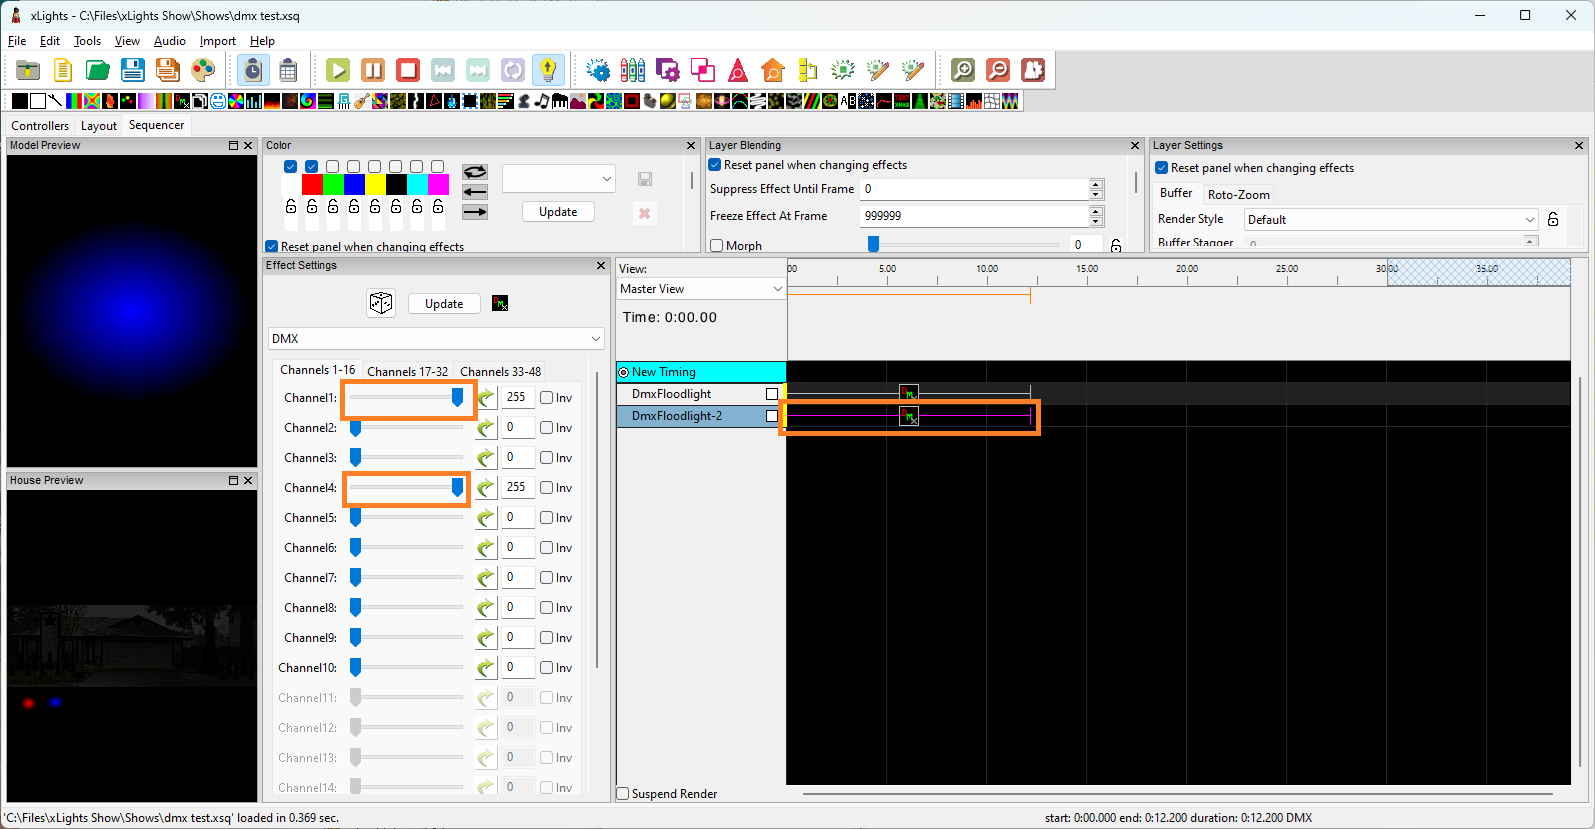 xLights - C:\Files\xLights Show\Shows\dmx test.xsq
File Edit Tools View Audio Import Help
Controllers Layout Sequencer
Model Preview
Color
Update
Reset panel when changing effects
Layer Blending
Reset panel when changing effects
Suppress Effect Until Frame 0
Freeze Effect At Frame 999999
Morph 0
Layer Settings
Reset panel when changing effects
Buffer Roto-Zoom
Render Style Default
Buffer Stagger 0
Effect Settings
Update
DMX
Channels 1-16 Channels 17-32 Channels 33-48
Channel1: 255 Inv
Channel2: 0 Inv
Channel3: 0 Inv
Channel4: 255 Inv
Channel5: 0 Inv
Channel6: 0 Inv
Channel7: 0 Inv
Channel8: 0 Inv
Channel9: 0 Inv
Channel10: 0 Inv
Channel11: 0 Inv
Channel12: 0 Inv
Channel13: 0 Inv
Channel14: 0 Inv
House Preview
View:
Master View
Time: 0:00.00
00 5.00 10.00 15.00 20.00 25.00 30.00 35.00
New Timing
DmxFloodlight
DmxFloodlight-2
Suspend Render
'C:\Files\xLights Show\Shows\dmx test.xsq' loaded in 0.369 sec.
start: 0:00.000 end: 0:12.200 duration: 0:12.200 DMX